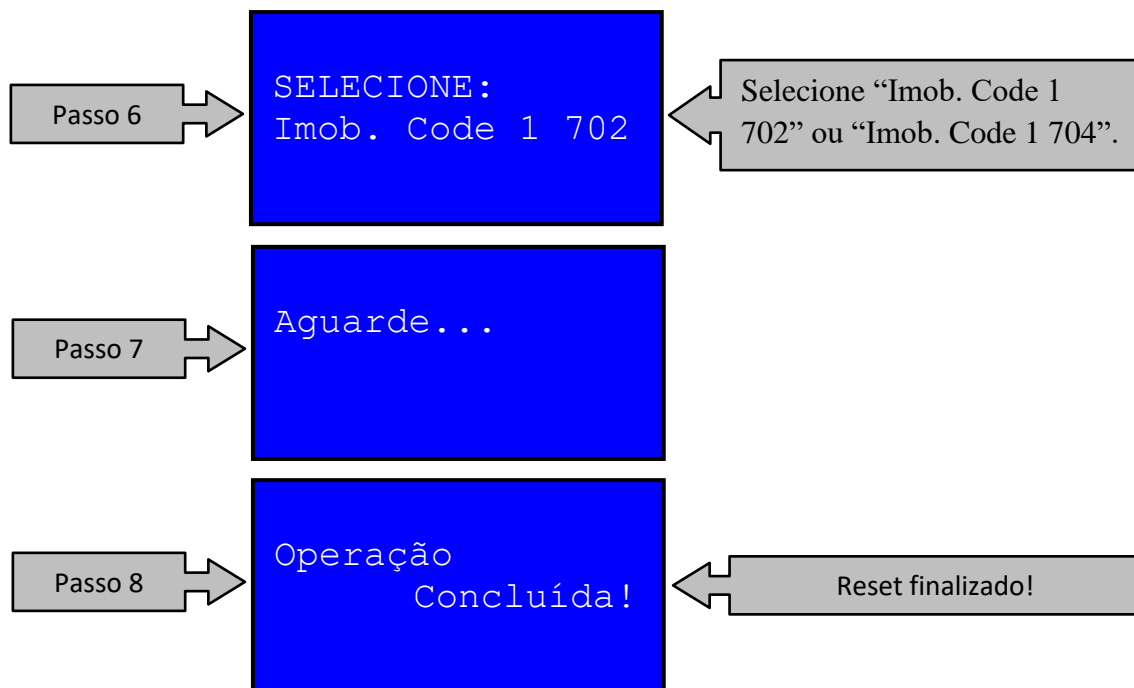 Passo 6
SELECIONE:
Imob. Code 1 702
Selecione “Imob. Code 1
702” ou “Imob. Code 1 704”.
Passo 7
Aguarde...
Passo 8
Operação
Concluída!
Reset finalizado!